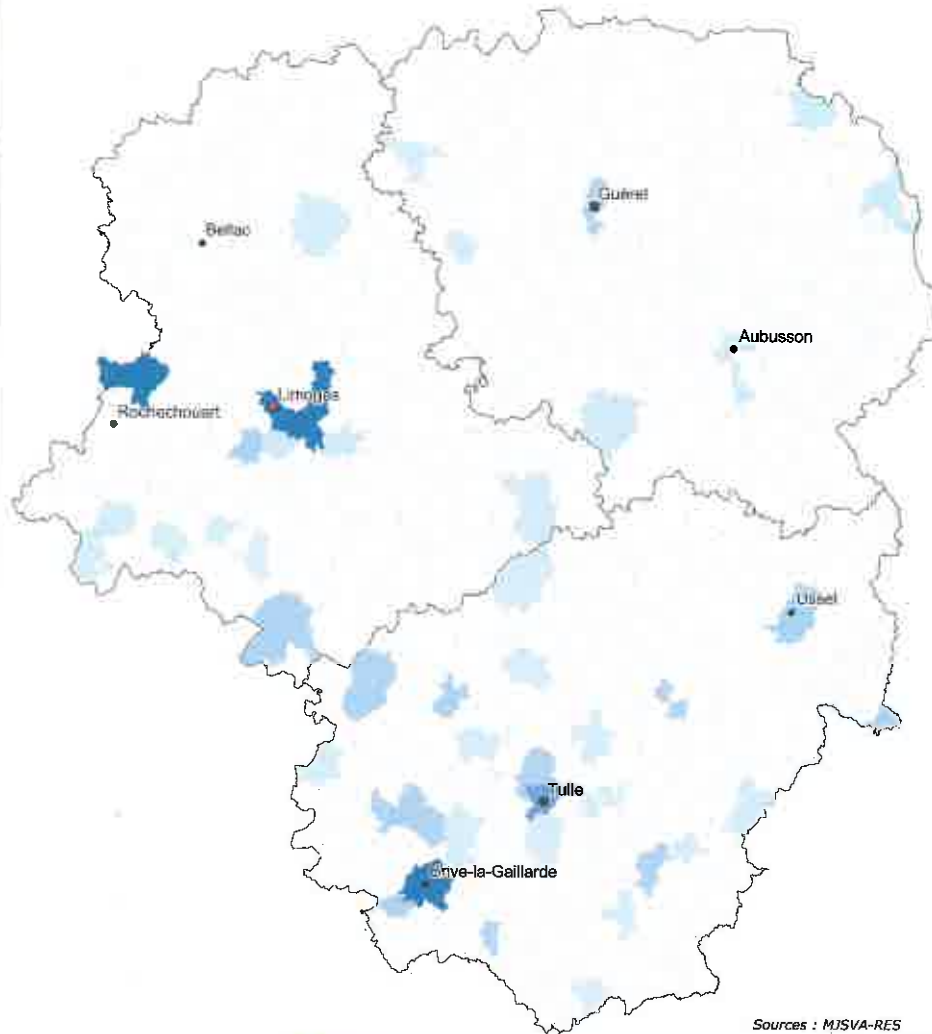 Guéret
Bellac
Aubusson
Limoges
Rochechouart
Ussel
Tulle
Brive-la-Gaillarde
Sources : MJSVA-RES